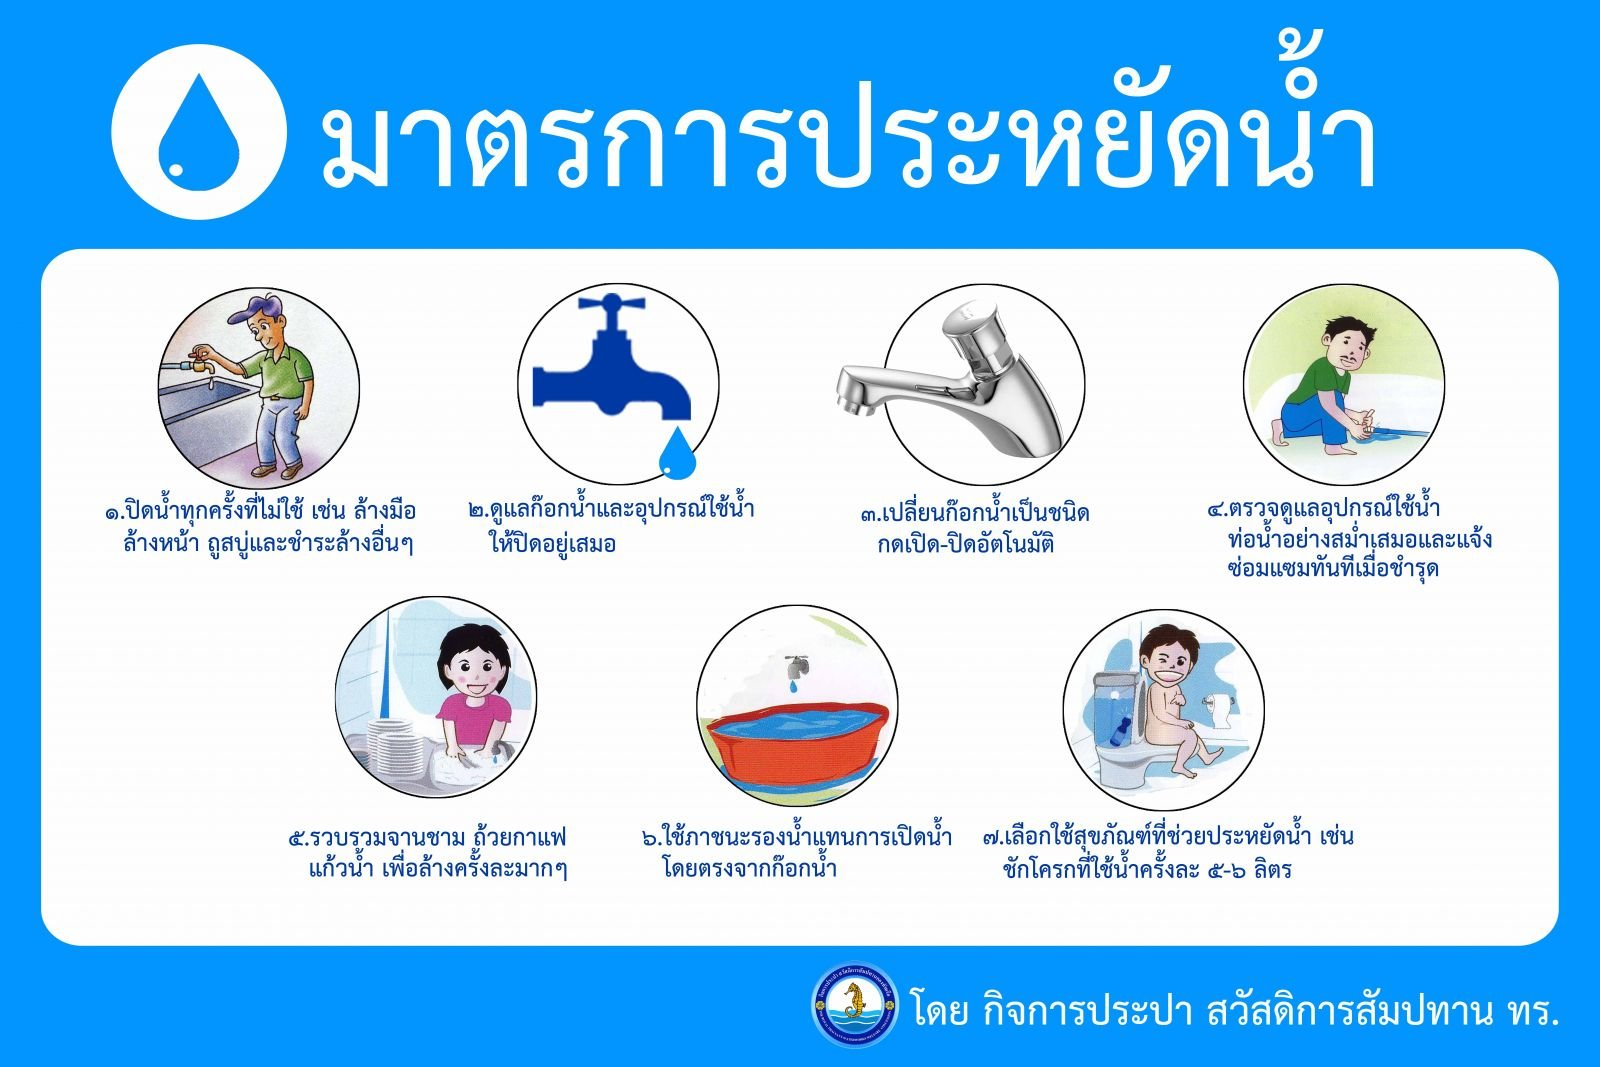 มาตรการประหยัดน้ำ
๑.ปิดน้ำทุกครั้งที่ไม่ใช้ เช่น ล้างมือ
ล้างหน้า ถูสบู่และชำระล้างอื่นๆ
๒.ดูแลก๊อกน้ำและอุปกรณ์ใช้น้ำ
ให้ปิดอยู่เสมอ
๓.เปลี่ยนก๊อกน้ำเป็นชนิด
กดเปิด-ปิดอัตโนมัติ
๔.ตรวจดูแลอุปกรณ์ใช้น้ำ
ท่อน้ำอย่างสม่ำเสมอและแจ้ง
ซ่อมแซมทันทีเมื่อชำรุด
๕.รวบรวมจานชาม ถ้วยกาแฟ
แก้วน้ำ เพื่อล้างครั้งละมากๆ
๖.ใช้ภาชนะรองน้ำแทนการเปิดน้ำ
โดยตรงจากก๊อกน้ำ
๗.เลือกใช้สุขภัณฑ์ที่ช่วยประหยัดน้ำ เช่น
ชักโครกที่ใช้น้ำครั้งละ ๕-๖ ลิตร
โดย กิจการประปา สวัสดิการสัมปทาน ทร.